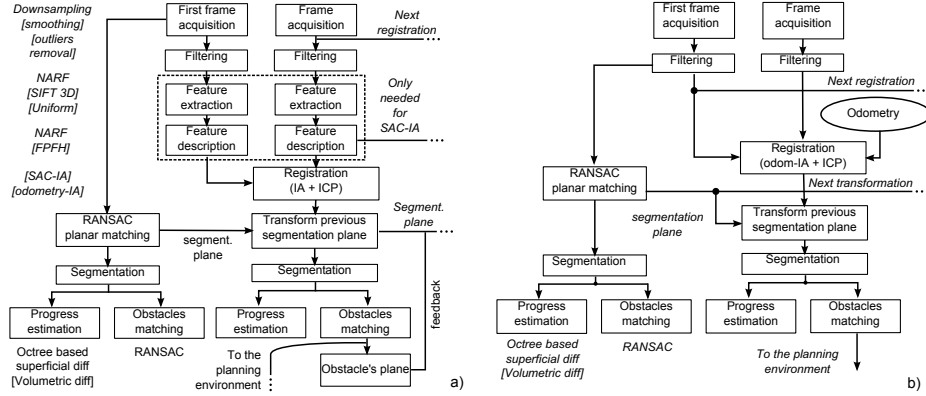 Downsampling
[smoothing]
[outliers
removal]
First frame
acquisition
Frame
acquisition
Next
registration
Filtering
Filtering
NARF
[SIFT 3D]
[Uniform]
Feature
extraction
Feature
extraction
Only
needed
for
SAC-IA
NARF
[FPFH]
Feature
description
Feature
description
[SAC-IA]
[odometry-IA]
Registration
(IA + ICP)
RANSAC
planar matching
segment.
plane
Transform previous
segmentation plane
Segment.
plane
Segmentation
Segmentation
feedback
Progress
estimation
Obstacles
matching
Progress
estimation
Obstacles
matching
Octree based
superficial diff
[Volumetric diff]
RANSAC
To the
planning
environment
Obstacle's plane
a)
First frame
acquisition
Frame
acquisition
Filtering
Filtering
Next registration
Odometry
Registration
(odom-IA + ICP)
RANSAC
planar matching
Next transformation
segmentation
plane
Transform previous
segmentation plane
Segmentation
Segmentation
Progress
estimation
Obstacles
matching
Progress
estimation
Obstacles
matching
Octree based
superficial diff
[Volumetric diff]
RANSAC
To the planning
environment
b)